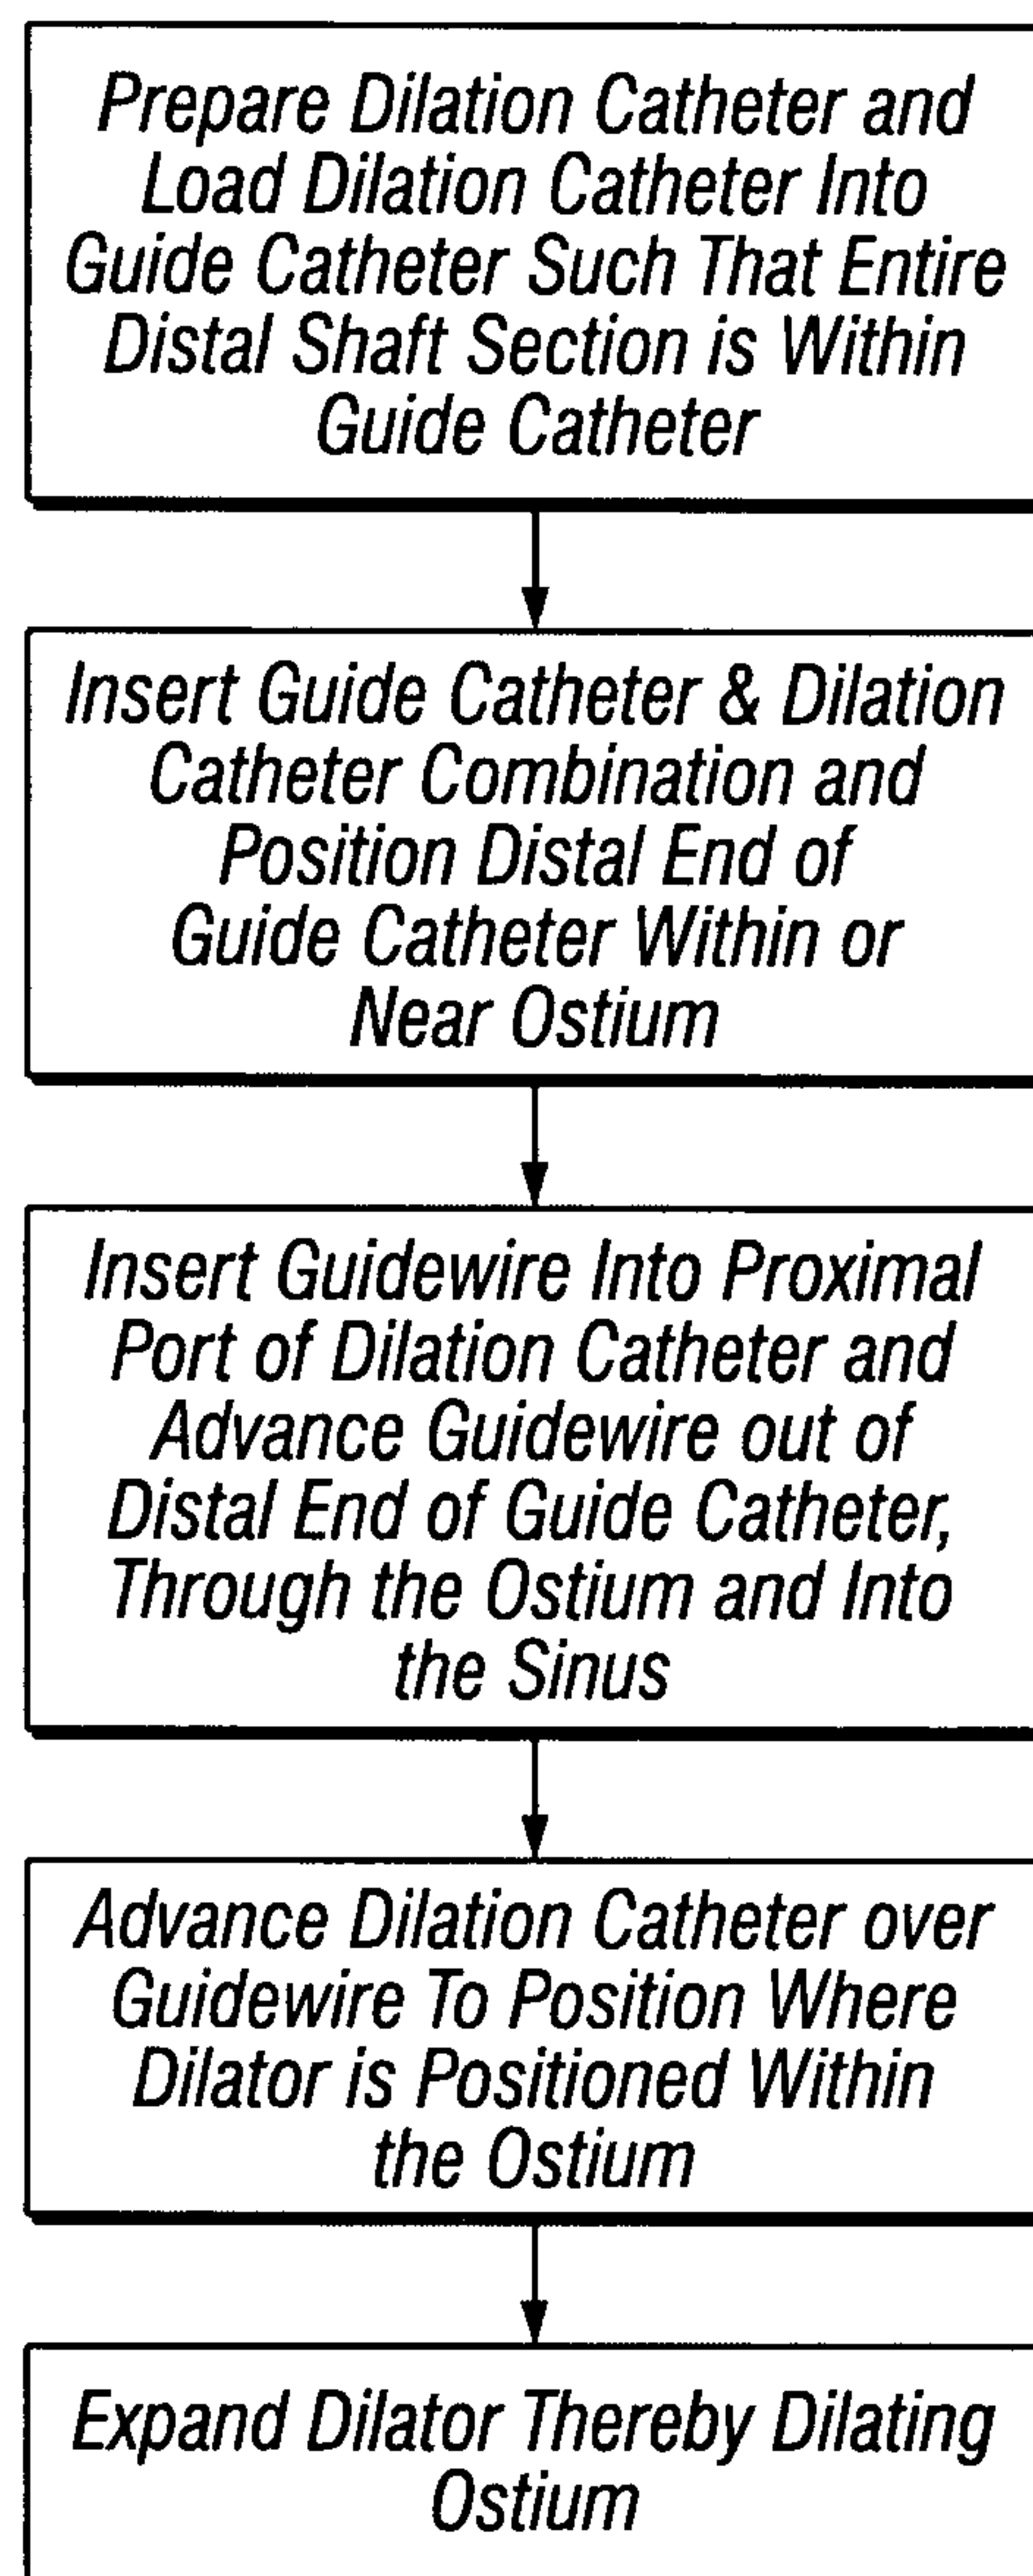 Prepare Dilation Catheter and
Load Dilation Catheter Into
Guide Catheter Such That Entire
Distal Shaft Section is Within
Guide Catheter
Insert Guide Catheter & Dilation
Catheter Combination and
Position Distal End of
Guide Catheter Within or
Near Ostium
Insert Guidewire Into Proximal
Port of Dilation Catheter and
Advance Guidewire out of
Distal End of Guide Catheter,
Through the Ostium and Into
the Sinus
Advance Dilation Catheter over
Guidewire To Position Where
Dilator is Positioned Within
the Ostium
Expand Dilator Thereby Dilating
Ostium